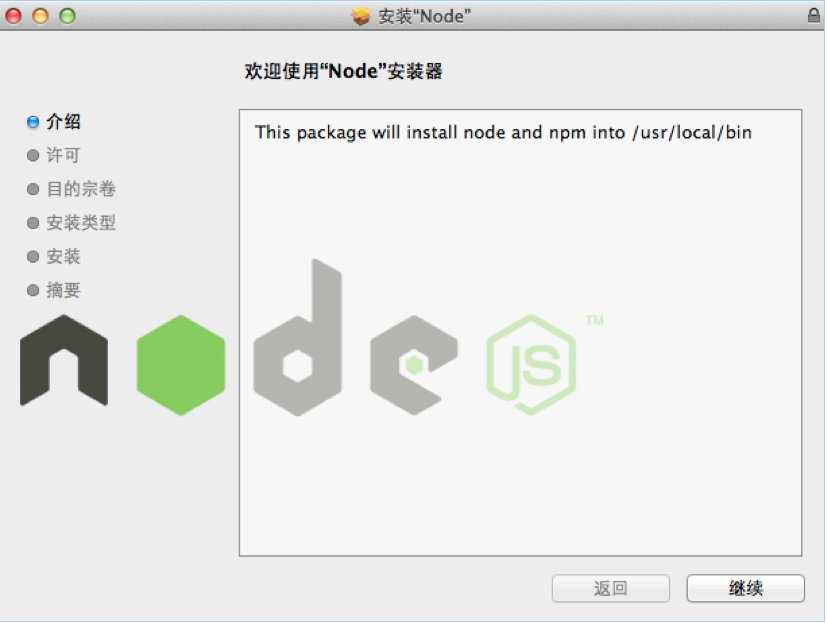 安装“Node”
欢迎使用“Node”安装器
介绍
许可
目的宗卷
安装类型
安装
摘要
This package will install node and npm into /usr/local/bin
node JS TM
返回
继续